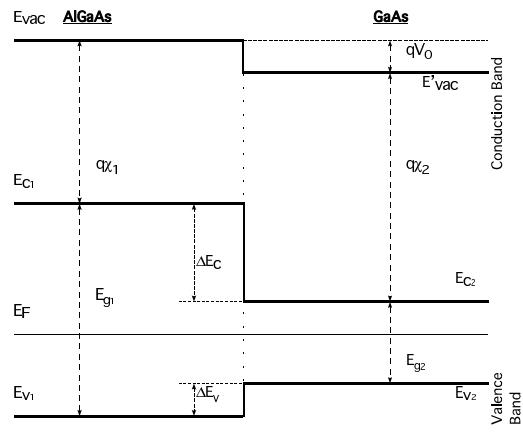 Evac AlGaAs GaAs
qV0
E'vac
Conduction Band
qχ1
qχ2
Ec1
ΔEc
Ec2
Eg1
EF
Eg2
Ev1
ΔEv
Ev2
Valence
Band